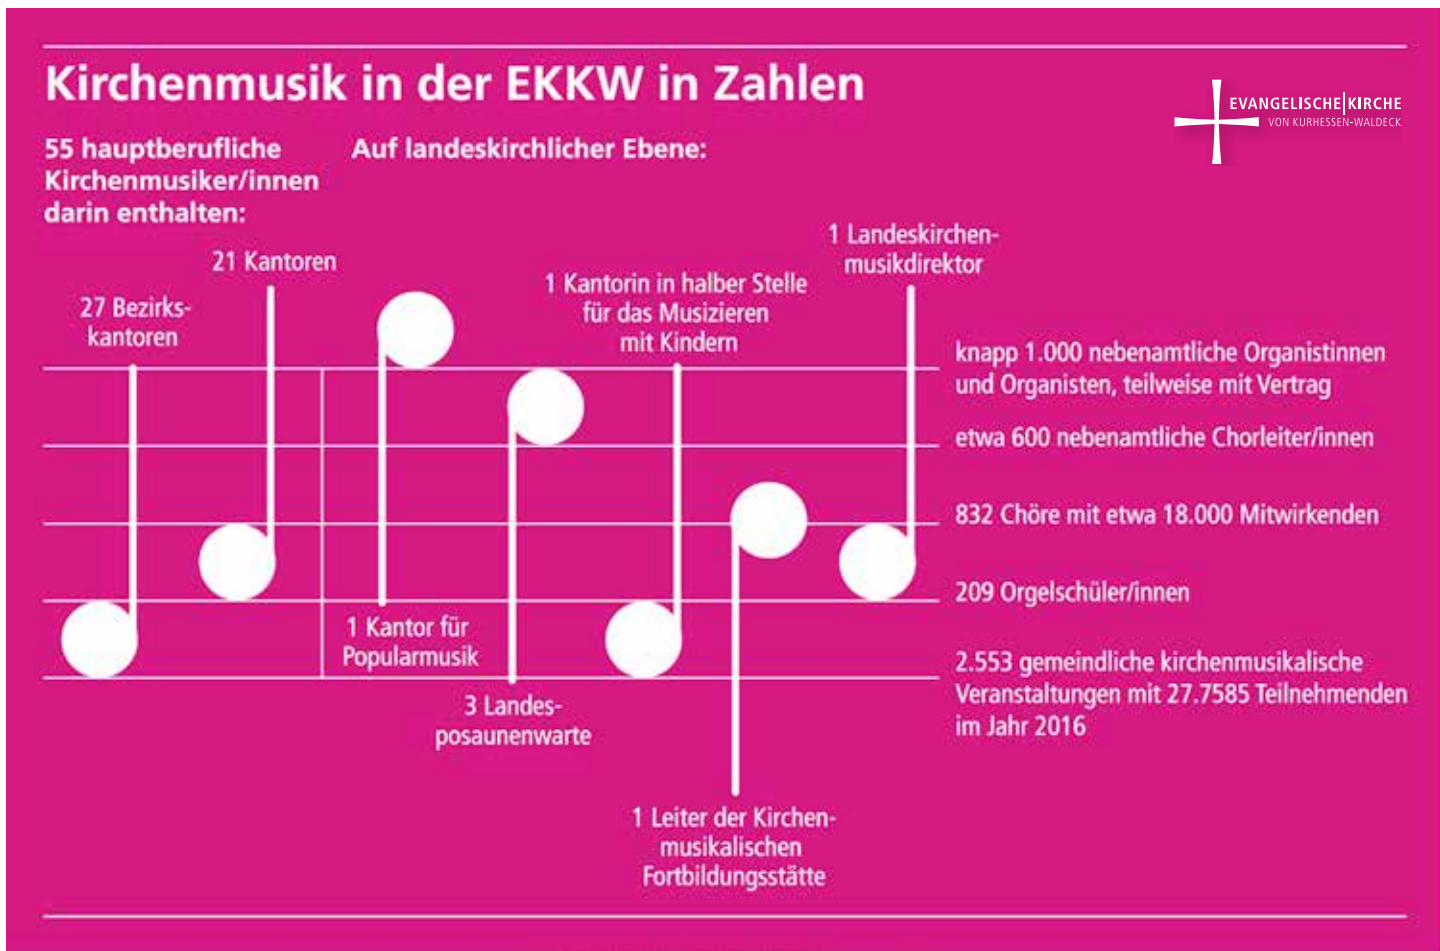 Kirchenmusik in der EKKW in Zahlen
EVANGELISCHE|KIRCHE
VON KURHESSEN-WALDECK
55 hauptberufliche
Kirchenmusiker/innen
darin enthalten:
Auf landeskirchlicher Ebene:
27 Bezirks-
kantoren
21 Kantoren
1 Kantor für
Popularmusik
3 Landes-
posaunenwarte
1 Kantorin in halber Stelle
für das Musizieren
mit Kindern
1 Leiter der Kirchen-
musikalischen
Fortbildungsstätte
1 Landeskirchen-
musikdirektor
knapp 1.000 nebenamtliche Organistinnen
und Organisten, teilweise mit Vertrag
etwa 600 nebenamtliche Chorleiter/innen
832 Chöre mit etwa 18.000 Mitwirkenden
209 Orgelschüler/innen
2.553 gemeindliche kirchenmusikalische
Veranstaltungen mit 27.7585 Teilnehmenden
im Jahr 2016